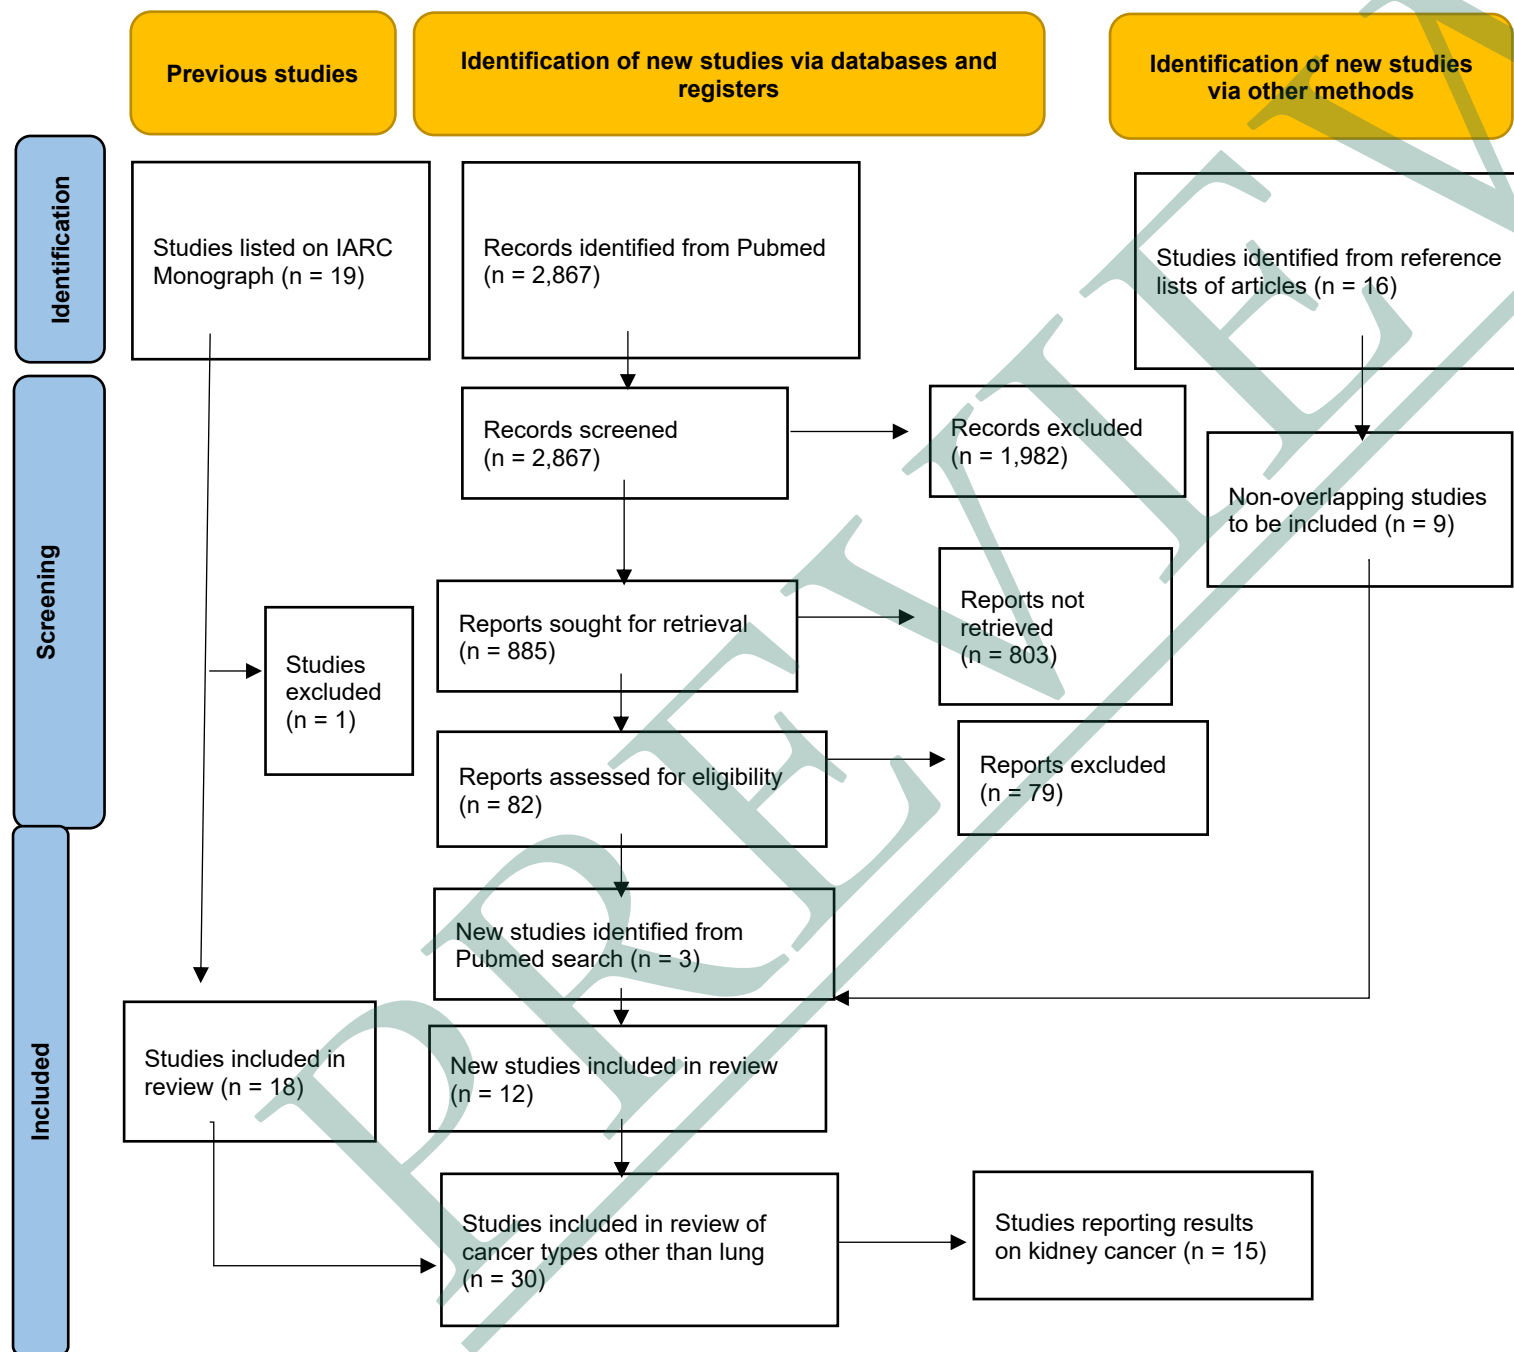 Previous studies
Identification of new studies via databases and
registers
Identification of new studies
via other methods
Identification
Studies listed on IARC
Monograph (n = 19)
Records identified from Pubmed
(n = 2,867)
Studies identified from reference
lists of articles (n = 16)
Screening
Records screened
(n = 2,867)
Records excluded
(n = 1,982)
Non-overlapping studies
to be included (n = 9)
Reports sought for retrieval
(n = 885)
Reports not
retrieved
(n = 803)
Studies
excluded
(n = 1)
Reports assessed for eligibility
(n = 82)
Reports excluded
(n = 79)
Included
New studies identified from
Pubmed search (n = 3)
Studies included in
review (n = 18)
New studies included in review
(n = 12)
Studies included in review of
cancer types other than lung
(n = 30)
Studies reporting results
on kidney cancer (n = 15)
PREVIEW